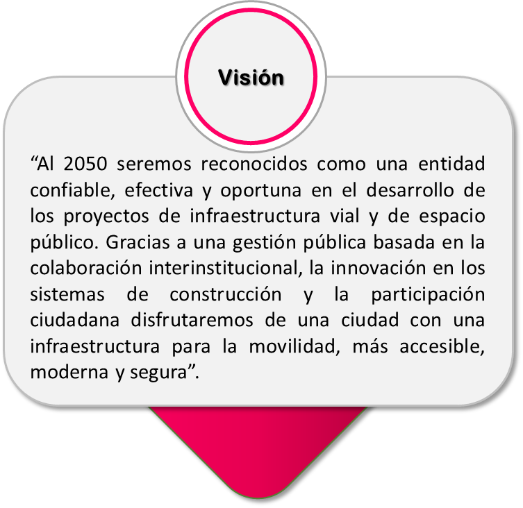 Visión
“Al 2050 seremos reconocidos como una entidad
confiable, efectiva y oportuna en el desarrollo de
los proyectos de infraestructura vial y de espacio
público. Gracias a una gestión pública basada en la
colaboración interinstitucional, la innovación en los
sistemas de construcción y la participación
ciudadana disfrutaremos de una ciudad con una
infraestructura para la movilidad, más accesible,
moderna y segura”.